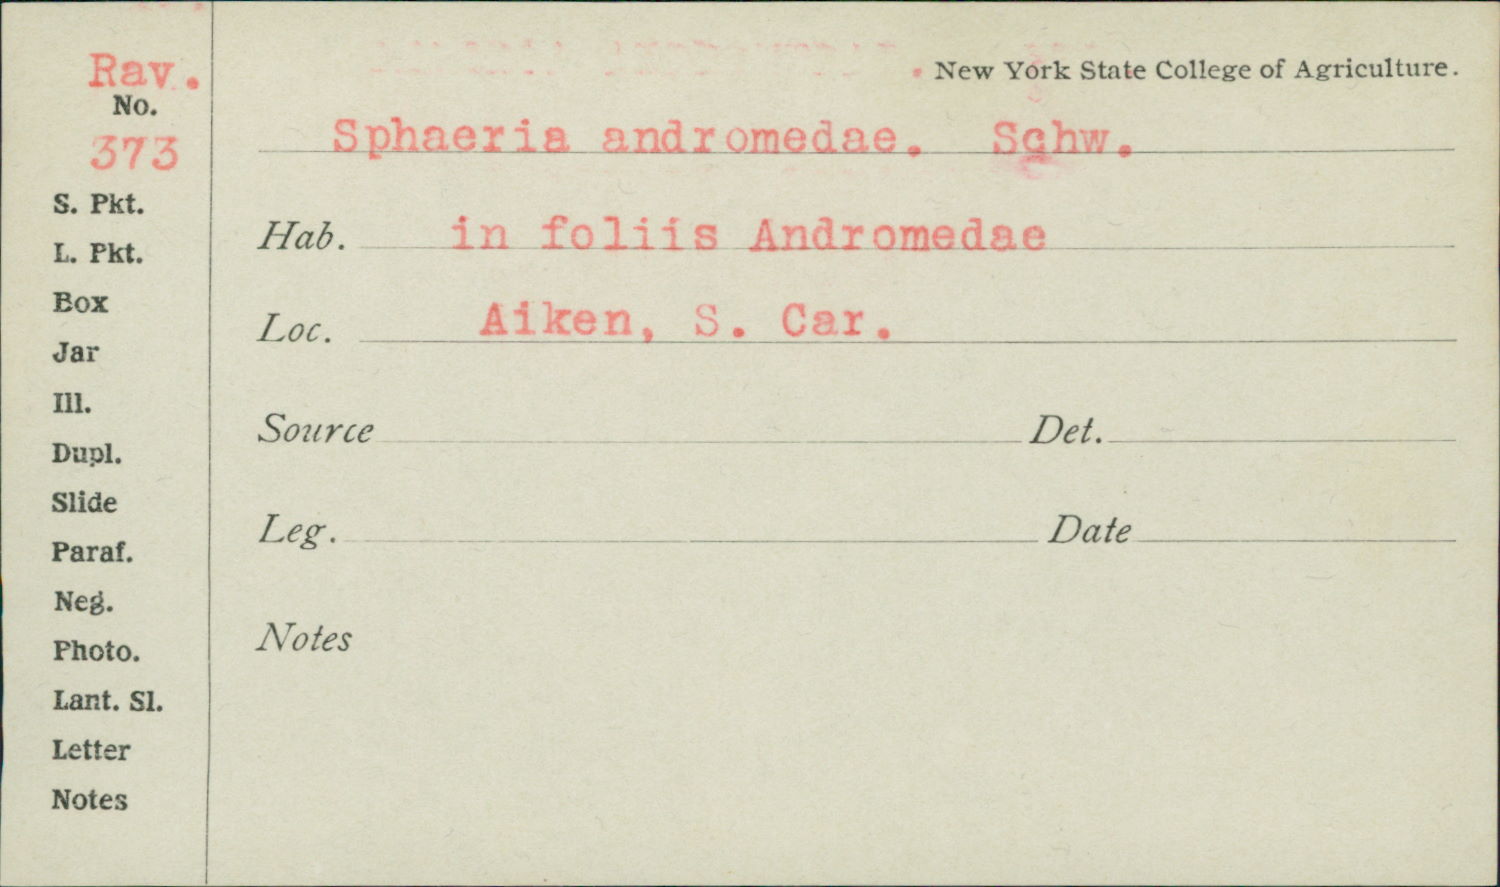 Rav.
No.
373
S. Pkt.
L. Pkt.
Box
Jar
Ill.
Dupl.
Slide
Paraf.
Neg.
Photo.
Lant. Sl.
Letter
Notes
New York State College of Agriculture.
Sphaeria andromedae. Schw.
Hab. in foliis Andromedae
Loc. Aiken, S. Car.
Source Det.
Leg. Date
Notes